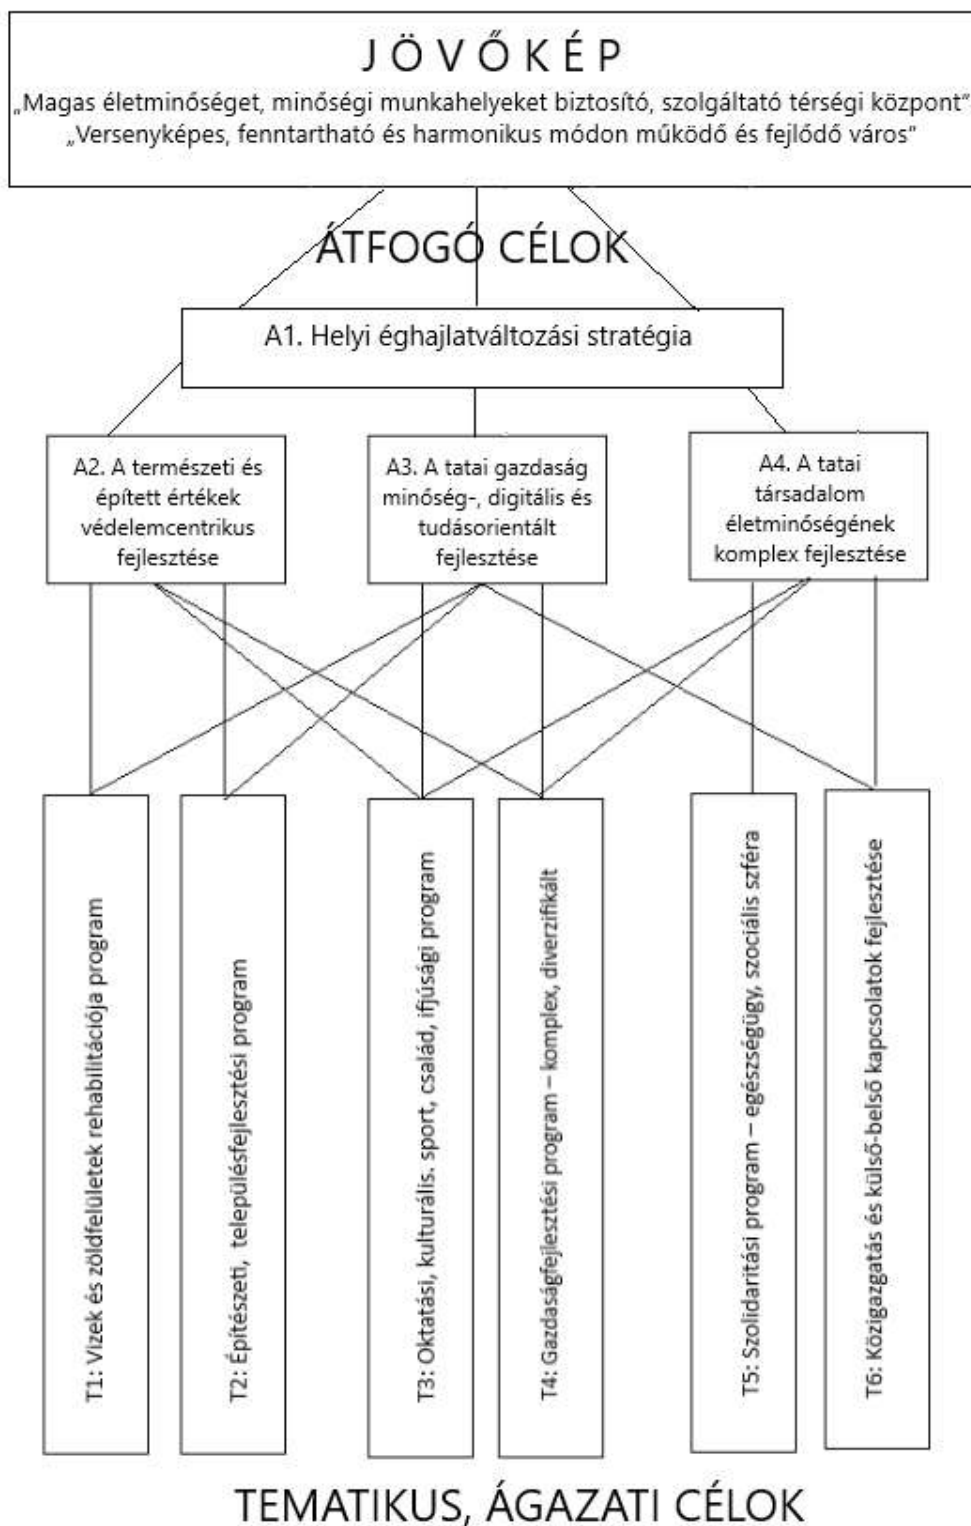 JÖVŐKÉP
„Magas életminőséget, minőségi munkahelyeket biztosító, szolgáltató térségi központ”
„Versenyképes, fenntartható és harmonikus módon működő és fejlődő város”
ÁTFOGÓ CÉLOK
A1. Helyi éghajlatváltozási stratégia
A2. A természeti és
épített értékek
védelemcentrikus
fejlesztése
A3. A tatai gazdaság
minőség-, digitális és
tudásorientált
fejlesztése
A4. A tatai
társadalom
életminőségének
komplex fejlesztése
T1: Vizek és zöldfelületek rehabilitációja program
T2: Építészeti, településfejlesztési program
T3: Oktatási, kulturális. sport, család, ifjúsági program
T4: Gazdaságfejlesztési program – komplex, diverzifikált
T5: Szolidaritási program – egészségügy, szociális szféra
T6: Közigazgatás és külső-belső kapcsolatok fejlesztése
TEMATIKUS, ÁGAZATI CÉLOK